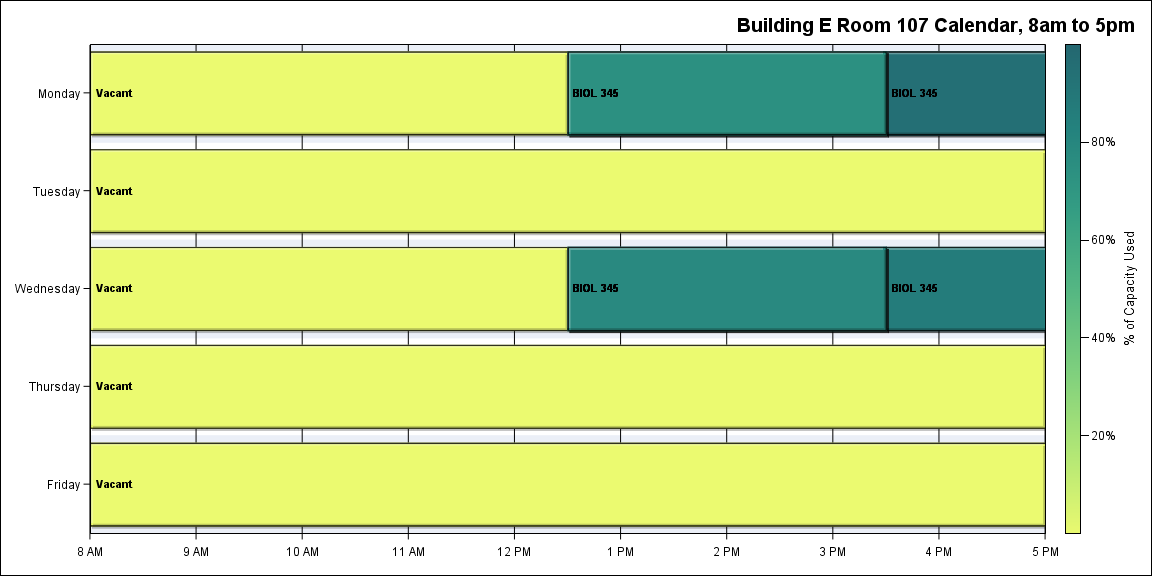 Building E Room 107 Calendar, 8am to 5pm
Monday
Vacant
BIOL 345
BIOL 345
Tuesday
Vacant
Wednesday
Vacant
BIOL 345
BIOL 345
Thursday
Vacant
Friday
Vacant
8 AM
9 AM
10 AM
11 AM
12 PM
1 PM
2 PM
3 PM
4 PM
5 PM
80%
60%
40%
20%
% of Capacity Used